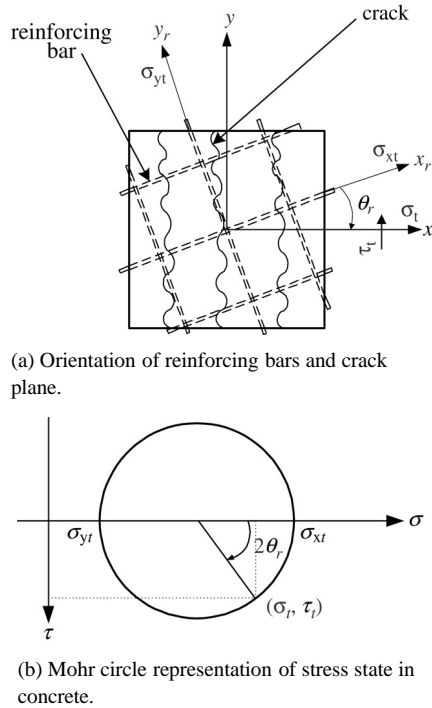 y
crack
y_r
reinforcing
bar
σ_yt
σ_xt
x_r
θ_r
σ_t
x
τ_t
(a) Orientation of reinforcing bars and crack
plane.
σ_yt
σ_xt
σ
2θ_r
(σ_t, τ_t)
τ
(b) Mohr circle representation of stress state in
concrete.